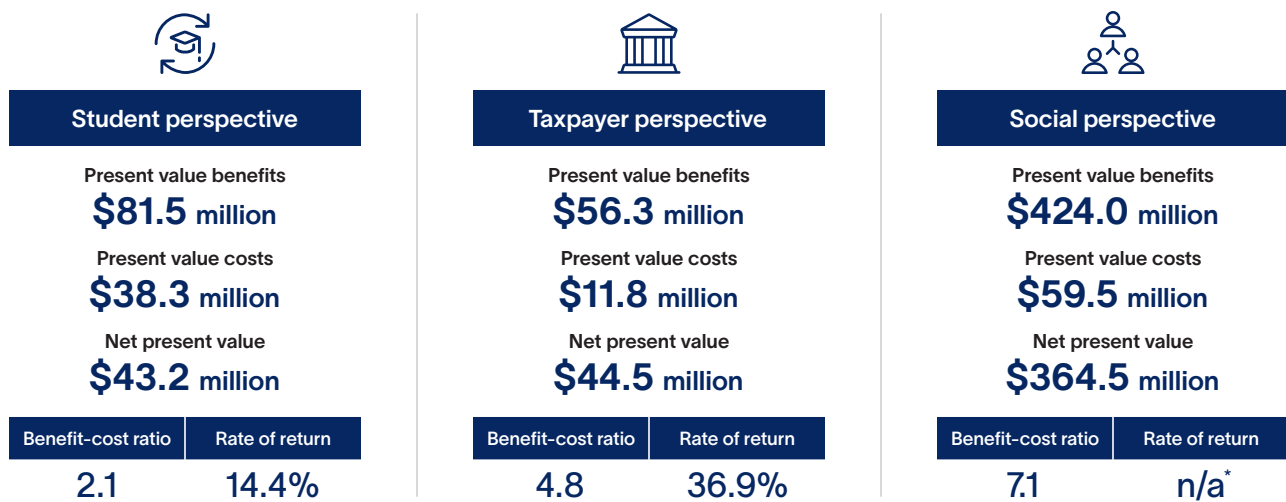 Student perspective
Present value benefits
$81.5 million
Present value costs
$38.3 million
Net present value
$43.2 million
Benefit-cost ratio
Rate of return
2.1
14.4%
Taxpayer perspective
Present value benefits
$56.3 million
Present value costs
$11.8 million
Net present value
$44.5 million
Benefit-cost ratio
Rate of return
4.8
36.9%
Social perspective
Present value benefits
$424.0 million
Present value costs
$59.5 million
Net present value
$364.5 million
Benefit-cost ratio
Rate of return
7.1
n/a*